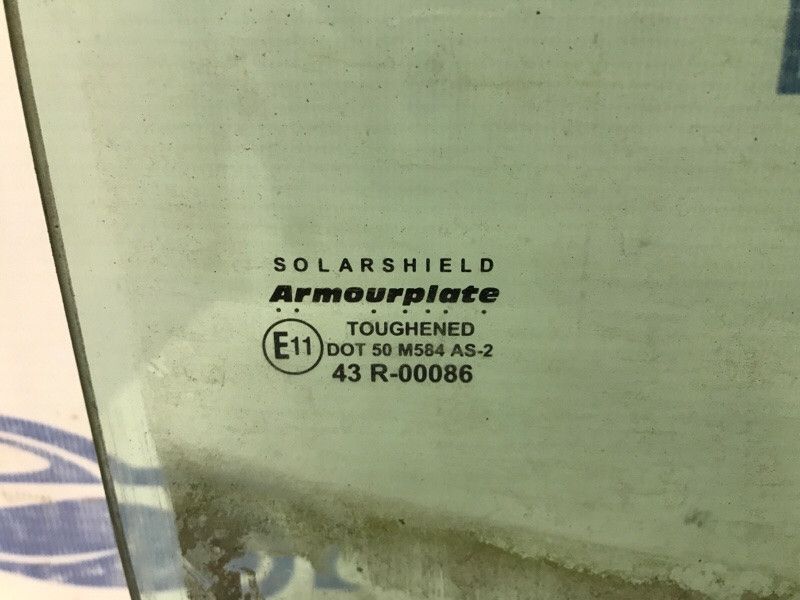 SOLARSHIELD
Armourplate
TOUGHENED
E11 DOT 50 M584 AS-2
43 R-00086